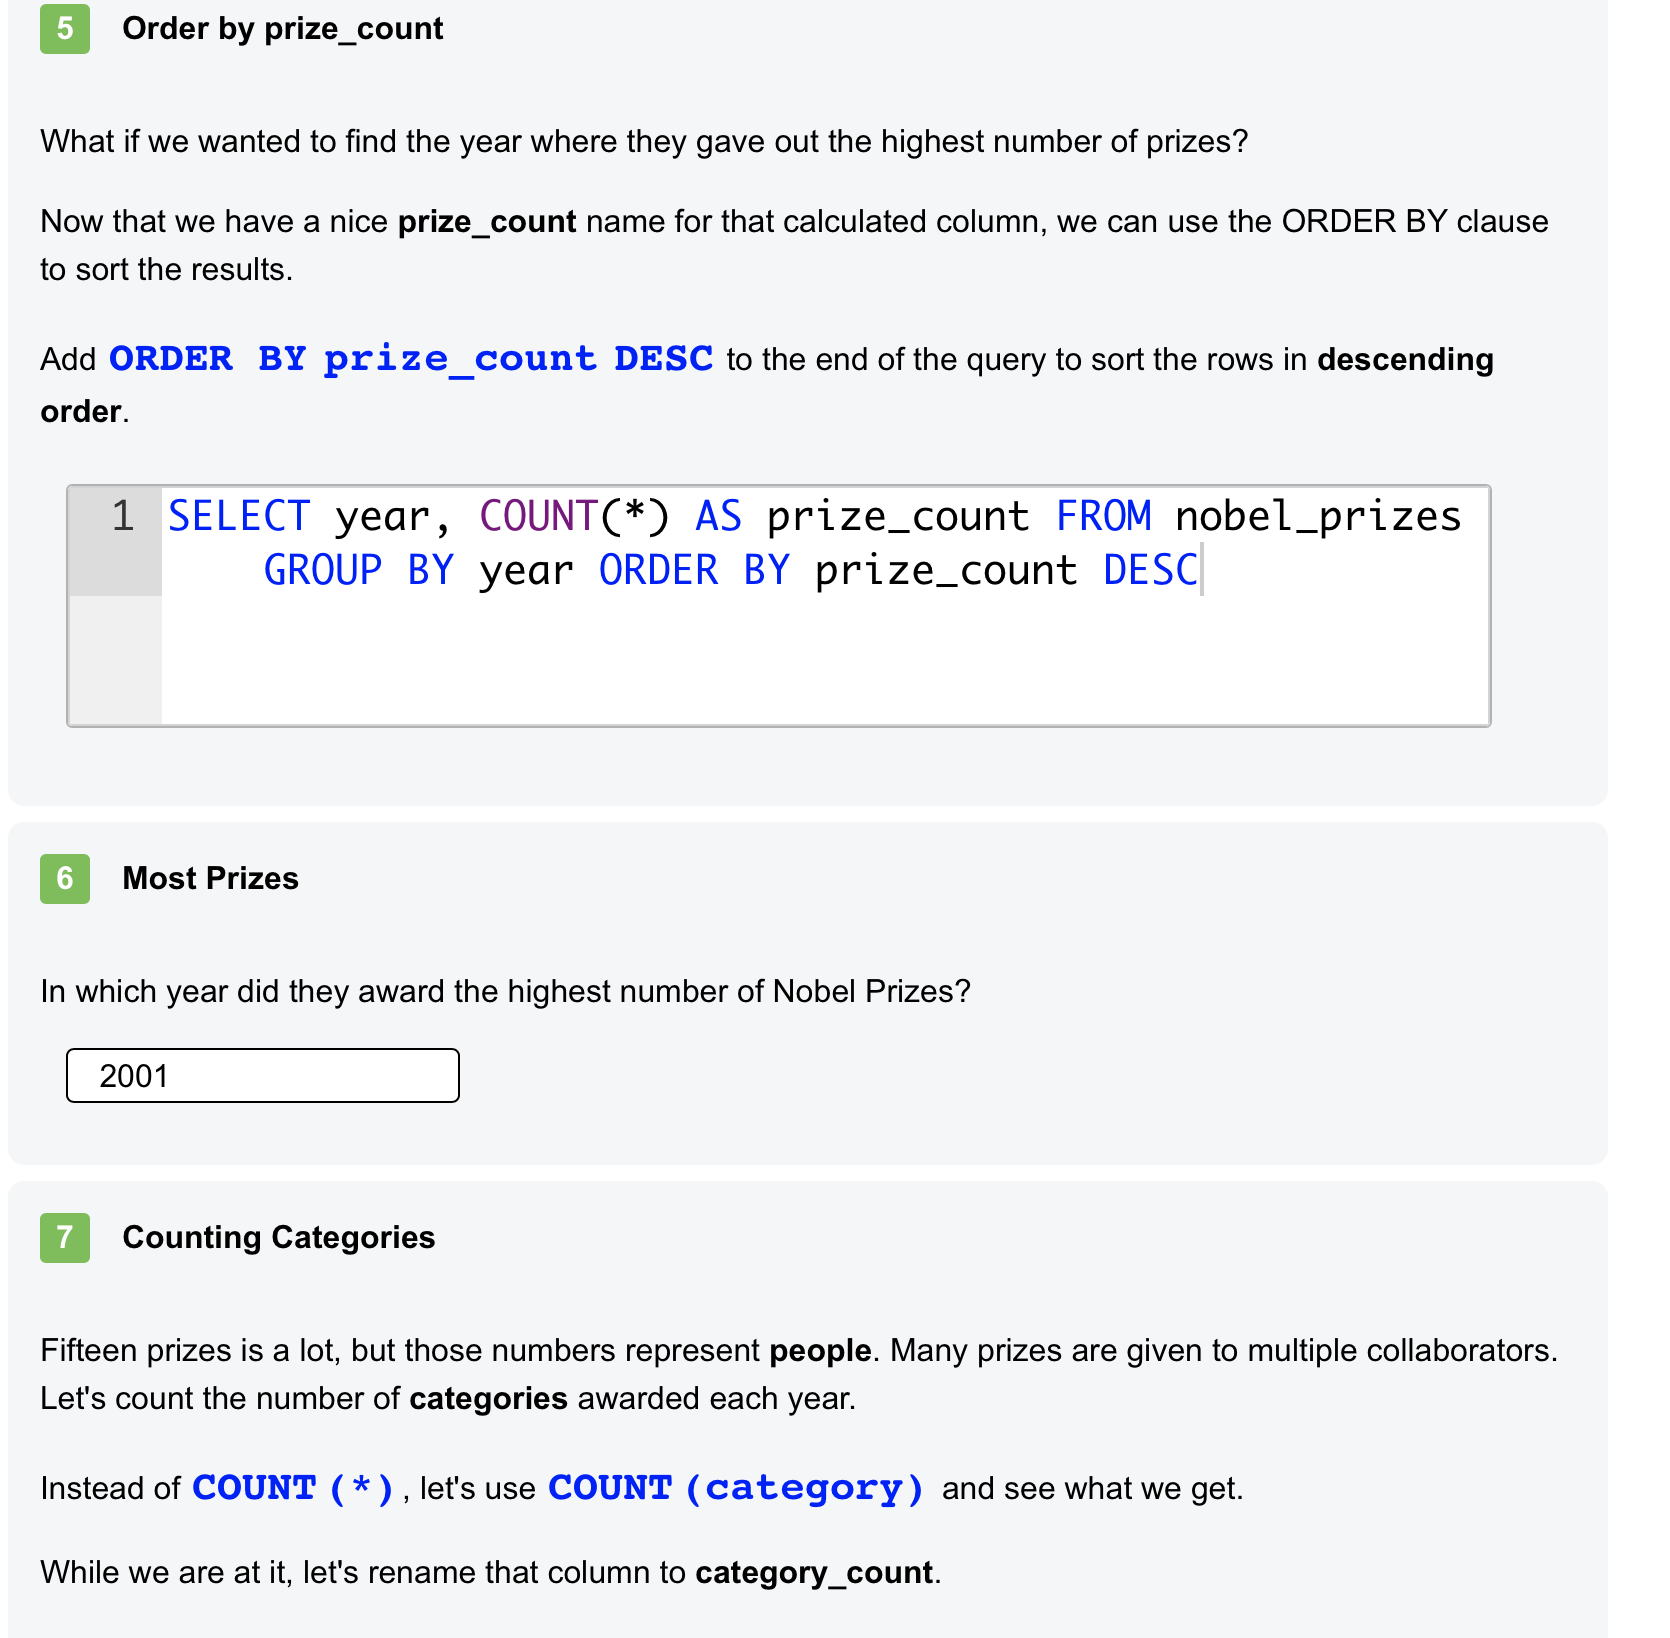 5 Order by prize_count
What if we wanted to find the year where they gave out the highest number of prizes?
Now that we have a nice prize_count name for that calculated column, we can use the ORDER BY clause
to sort the results.
Add ORDER BY prize_count DESC to the end of the query to sort the rows in descending
order.
1 SELECT year, COUNT(*) AS prize_count FROM nobel_prizes
GROUP BY year ORDER BY prize_count DESC
6 Most Prizes
In which year did they award the highest number of Nobel Prizes?
2001
7 Counting Categories
Fifteen prizes is a lot, but those numbers represent people. Many prizes are given to multiple collaborators.
Let's count the number of categories awarded each year.
Instead of COUNT(*), let's use COUNT(category) and see what we get.
While we are at it, let's rename that column to category_count.